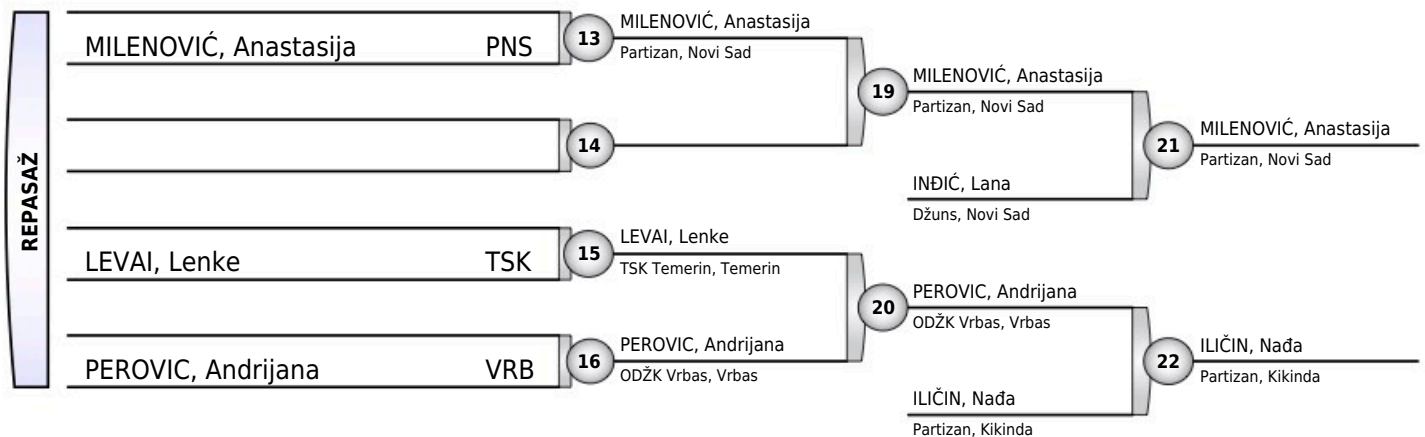 REPASAŽ
MILENOVIĆ, Anastasija PNS
13
MILENOVIĆ, Anastasija
Partizan, Novi Sad
14
19
MILENOVIĆ, Anastasija
Partizan, Novi Sad
INĐIĆ, Lana
Džuns, Novi Sad
21
MILENOVIĆ, Anastasija
Partizan, Novi Sad
LEVAI, Lenke TSK
15
LEVAI, Lenke
TSK Temerin, Temerin
PEROVIC, Andrijana VRB
16
PEROVIC, Andrijana
ODŽK Vrbas, Vrbas
20
PEROVIC, Andrijana
ODŽK Vrbas, Vrbas
ILIČIN, Nađa
Partizan, Kikinda
22
ILIČIN, Nađa
Partizan, Kikinda